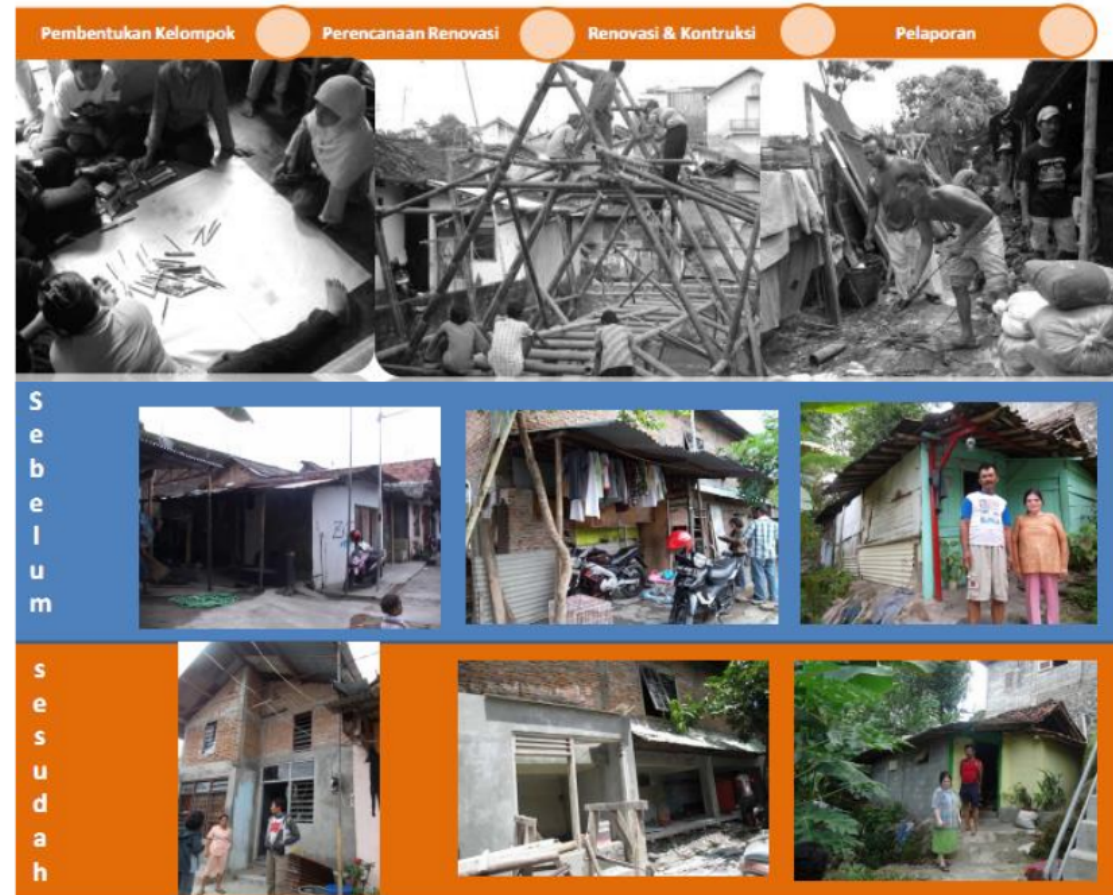 Pembentukan Kelompok
Perencanaan Renovasi
Renovasi & Kontruksi
Pelaporan
Sebelum
sesudah